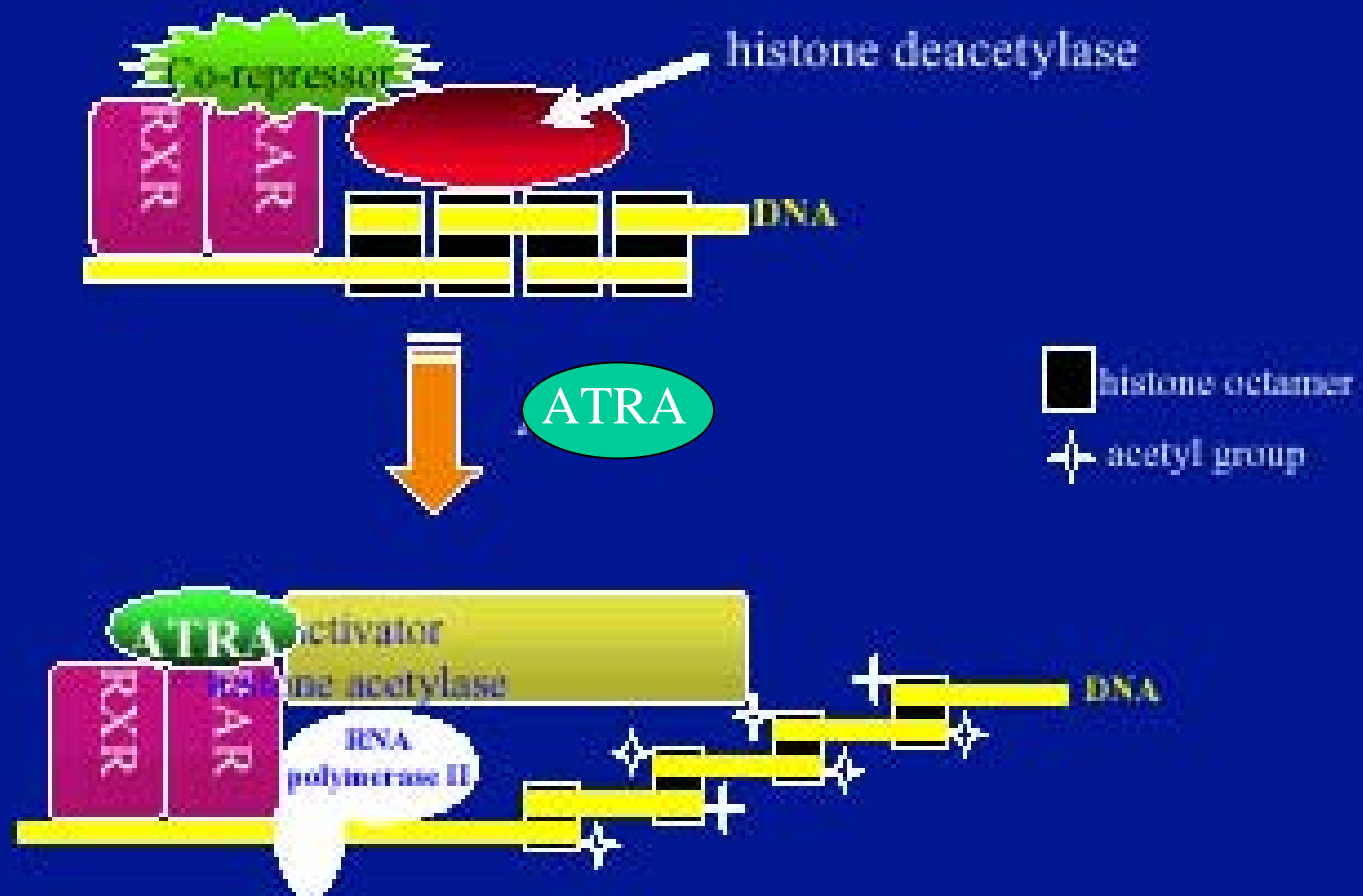 histone deacetylase
Co-repressor
RXR
RAR
DNA
ATRA
histone octamer
acetyl group
ATRA
activator
histone acetylase
RXR
RAR
RNA
polymerase II
DNA